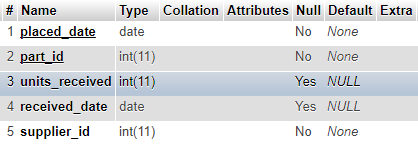 # Name Type Collation Attributes Null Default Extra
1 placed_date date No None
2 part_id int(11) No None
3 units_received int(11) Yes NULL
4 received_date date Yes NULL
5 supplier_id int(11) No None